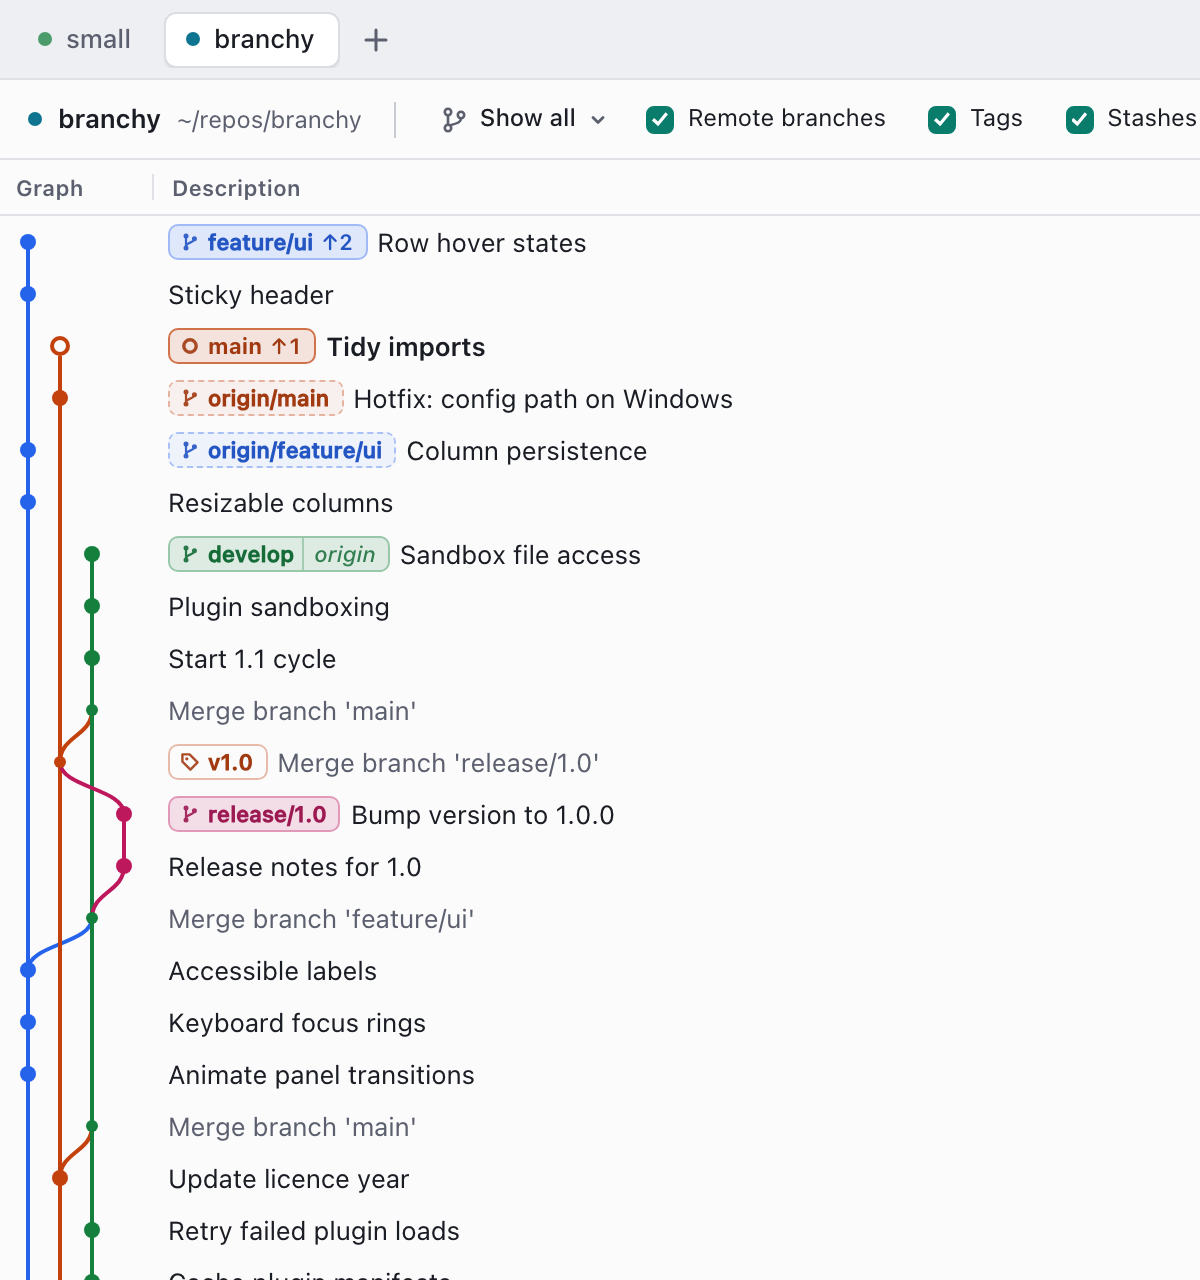 small branchy +
branchy ~/repos/branchy Show all Remote branches Tags Stashes
Graph Description
feature/ui ↑2 Row hover states
Sticky header
main ↑1 Tidy imports
origin/main Hotfix: config path on Windows
origin/feature/ui Column persistence
Resizable columns
develop origin Sandbox file access
Plugin sandboxing
Start 1.1 cycle
Merge branch 'main'
v1.0 Merge branch 'release/1.0'
release/1.0 Bump version to 1.0.0
Release notes for 1.0
Merge branch 'feature/ui'
Accessible labels
Keyboard focus rings
Animate panel transitions
Merge branch 'main'
Update licence year
Retry failed plugin loads
Cache plugin manifests